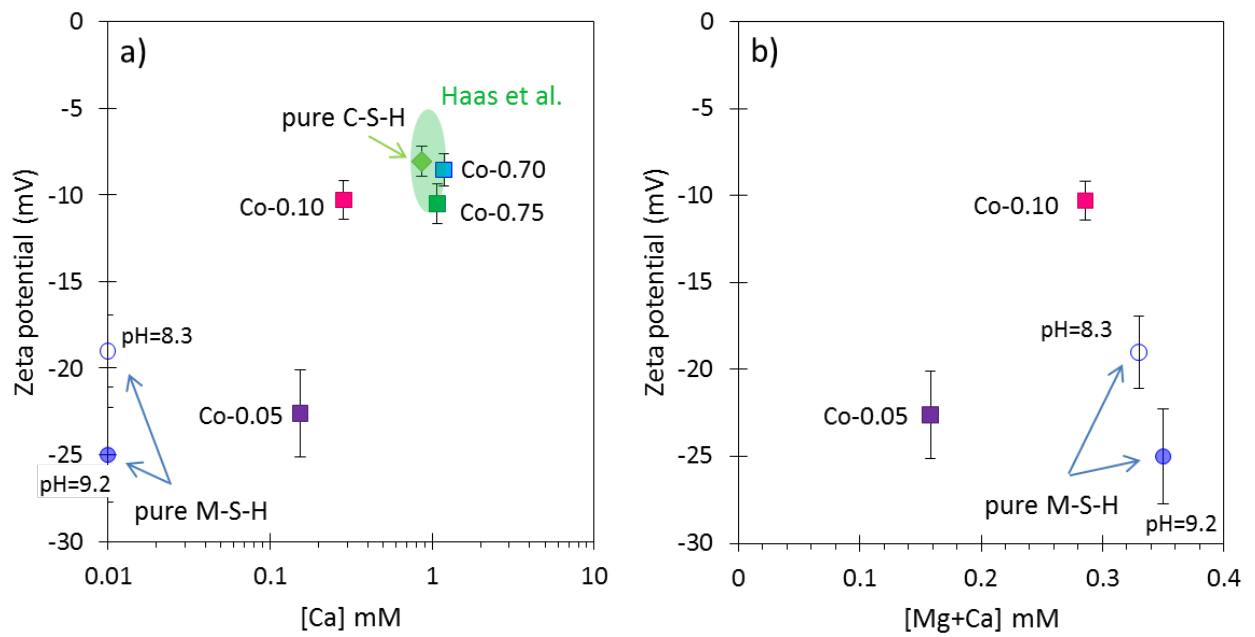 a)
0
-5
-10
-15
-20
-25
-30
Zeta potential (mV)
Haas et al.
pure C-S-H
Co-0.70
Co-0.10
Co-0.75
pH=8.3
Co-0.05
pH=9.2
pure M-S-H
0.01
0.1
1
10
[Ca] mM
b)
0
-5
-10
-15
-20
-25
-30
Zeta potential (mV)
Co-0.10
pH=8.3
Co-0.05
pure M-S-H
pH=9.2
0
0.1
0.2
0.3
0.4
[Mg+Ca] mM